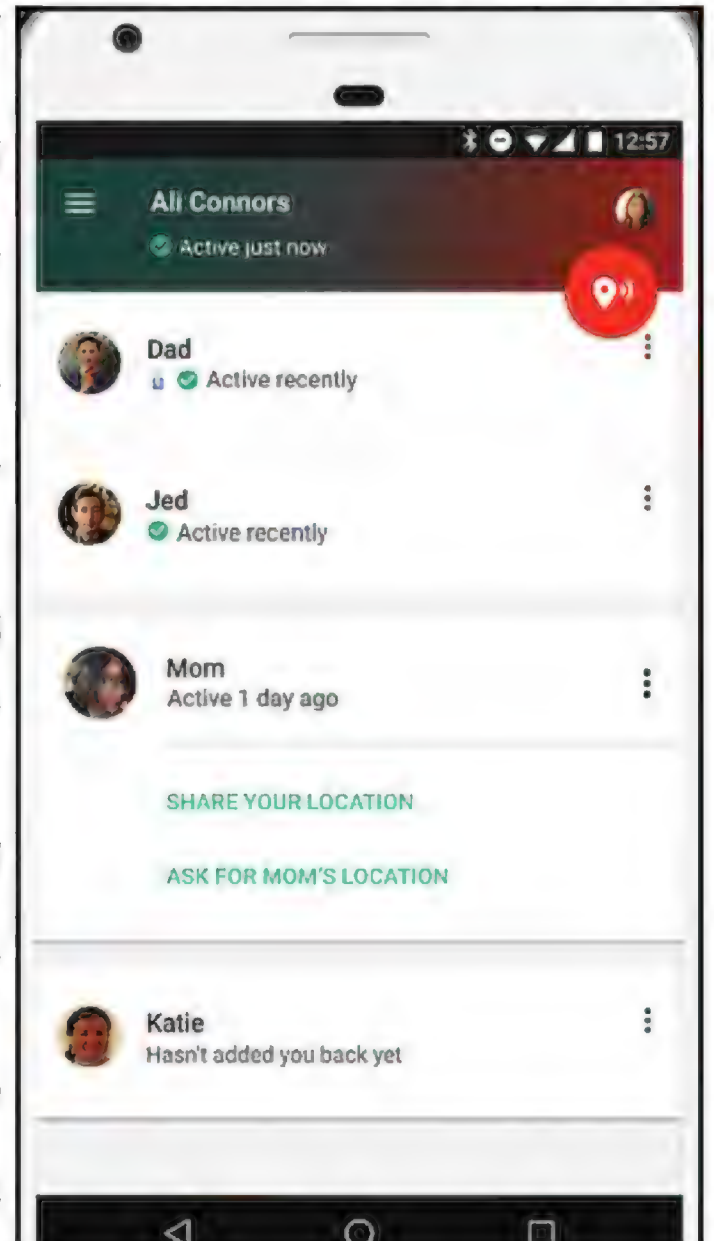 12:57
Ali Connors
Active just now
Dad
Active recently
Jed
Active recently
Mom
Active 1 day ago
SHARE YOUR LOCATION
ASK FOR MOM'S LOCATION
Katie
Hasn't added you back yet